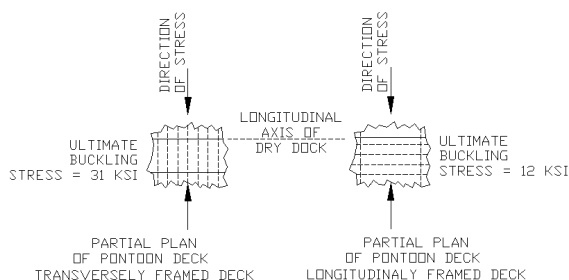 DIRECTION
OF STRESS
DIRECTION
OF STRESS
LONGITUDINAL
AXIS OF
DRY DOCK
ULTIMATE
BUCKLING
STRESS = 31 KSI
ULTIMATE
BUCKLING
STRESS = 12 KSI
PARTIAL PLAN
OF PONTOON DECK
TRANSVERSELY FRAMED DECK
PARTIAL PLAN
OF PONTOON DECK
LONGITUDINALY FRAMED DECK